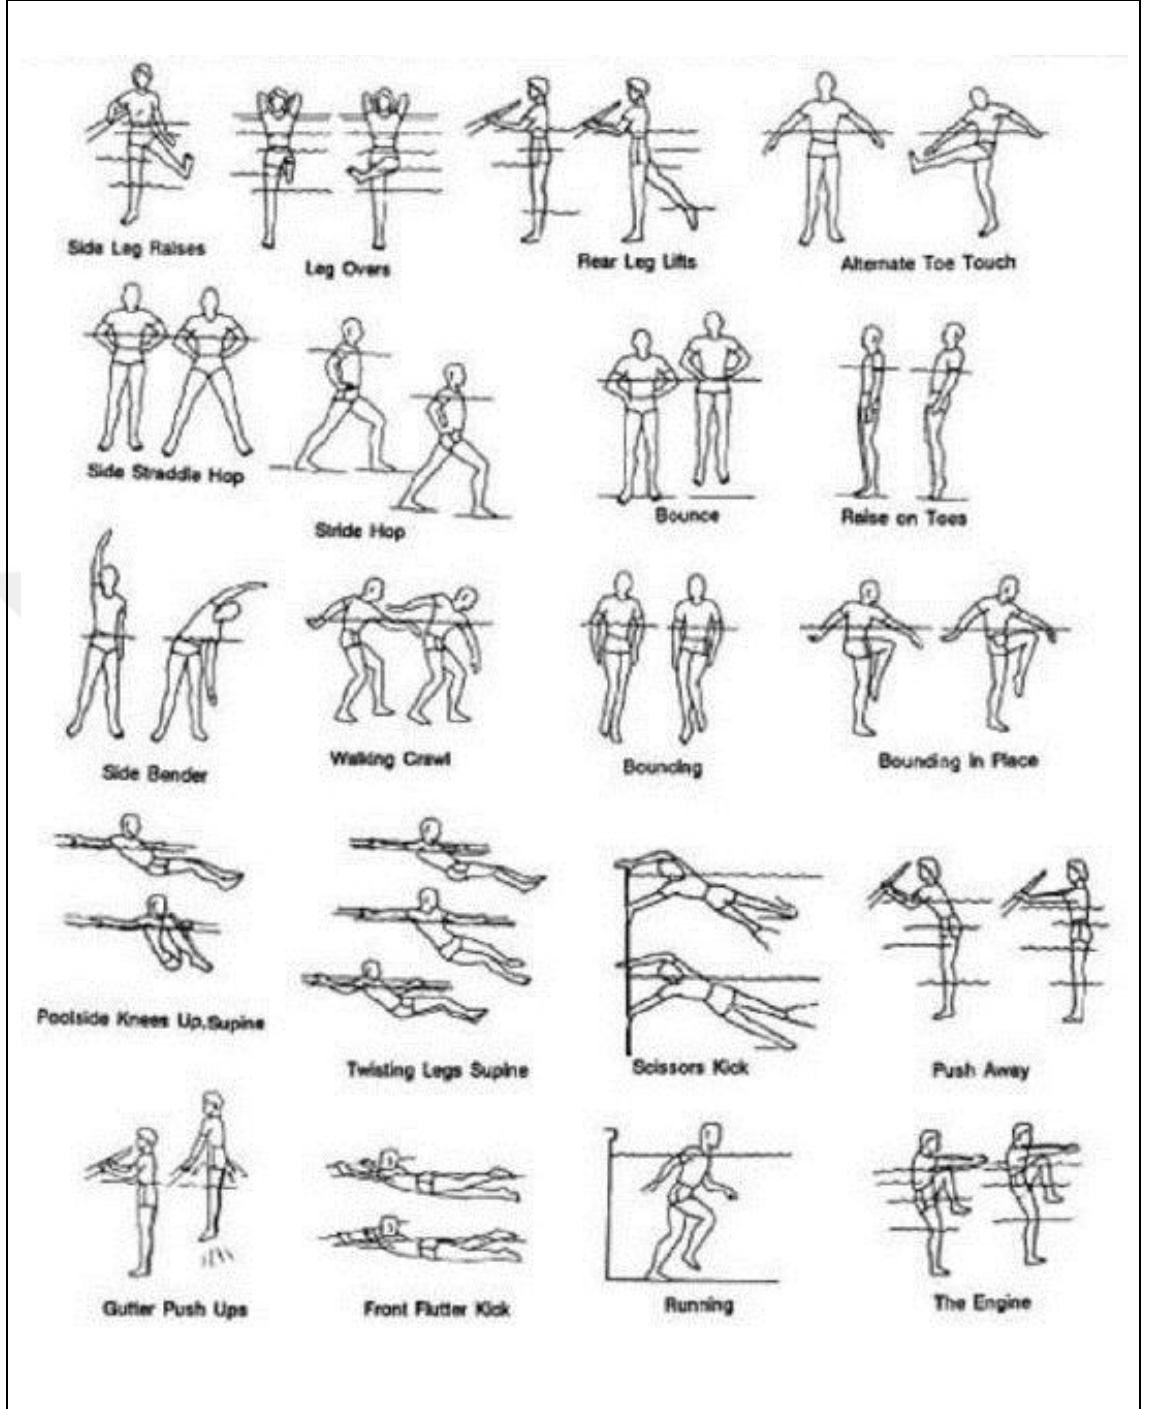 Side Leg Raises
Leg Overs
Rear Leg Lifts
Alternate Toe Touch
Side Straddle Hop
Stride Hop
Bounce
Raise on Toes
Side Bender
Walking Crawl
Bouncing
Bounding in Place
Poolside Knees Up, Supine
Twisting Legs Supine
Scissors Kick
Push Away
Gutter Push Ups
Front Flutter Kick
Running
The Engine